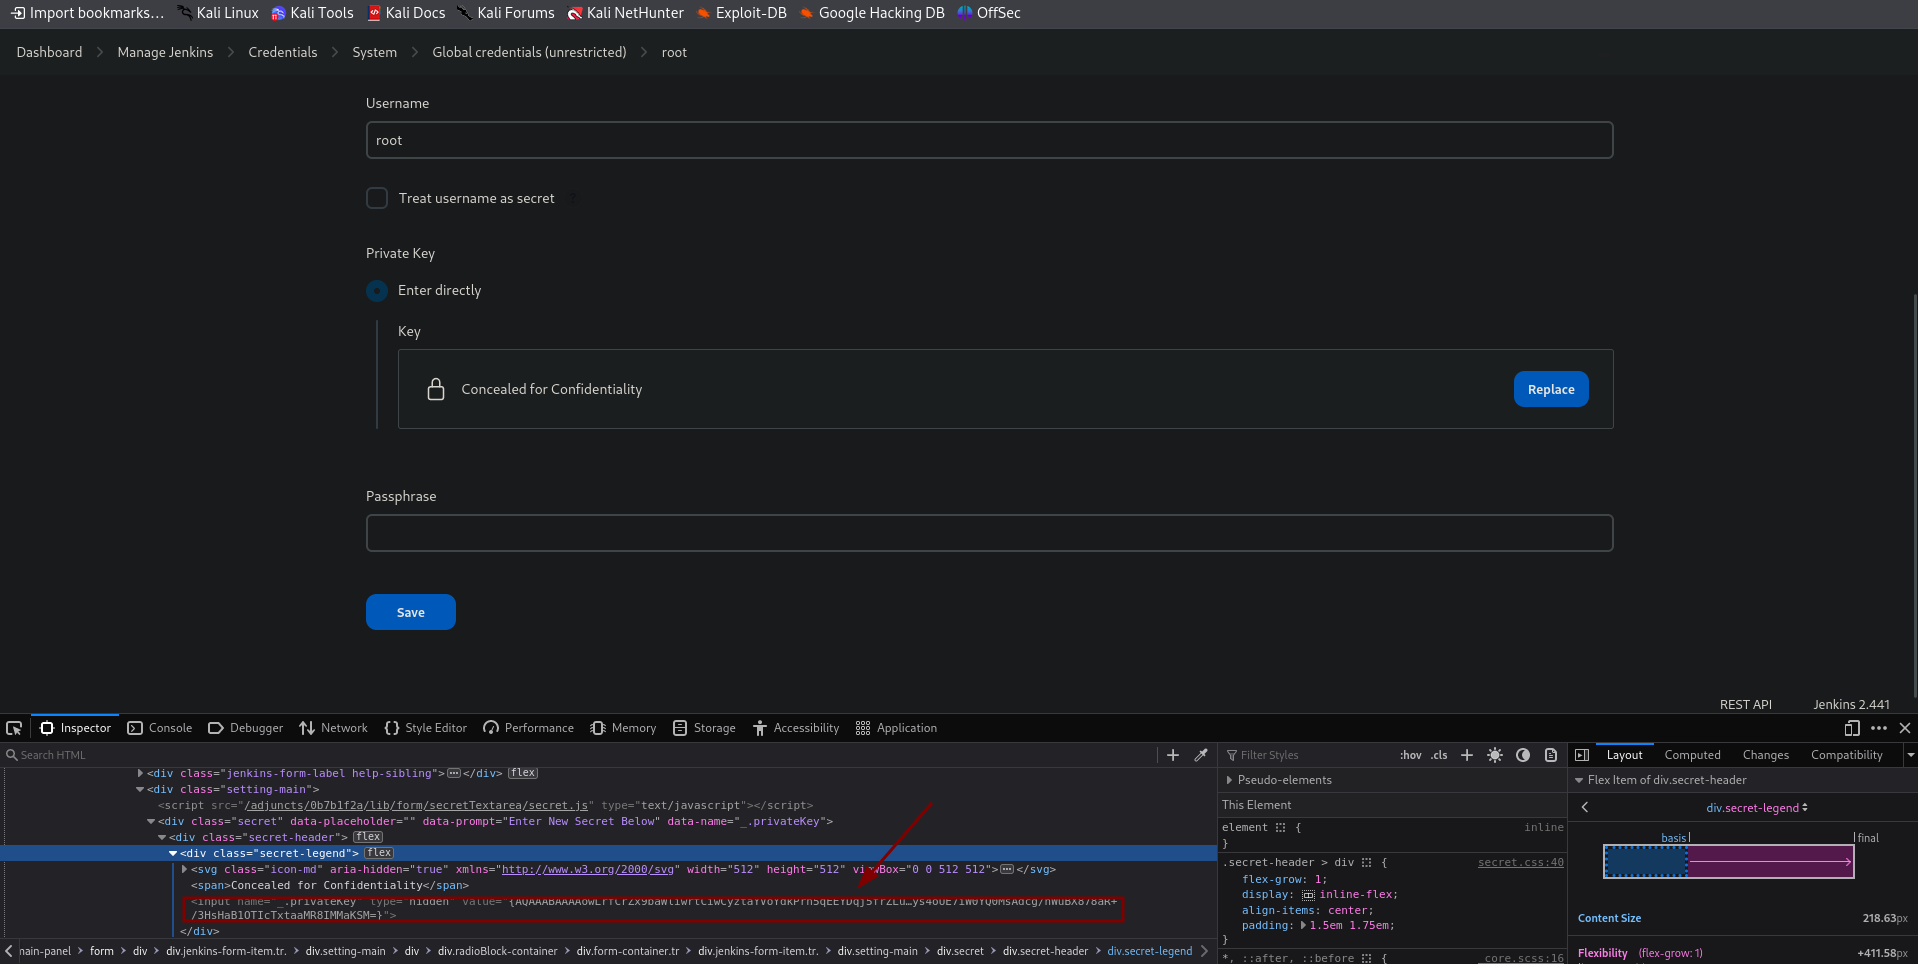 Import bookmarks... Kali Linux Kali Tools Kali Docs Kali Forums Kali NetHunter Exploit-DB Google Hacking DB OffSec
Dashboard Manage Jenkins Credentials System Global credentials (unrestricted) root
Username
root
Treat username as secret ?
Private Key
Enter directly
Key
Concealed for Confidentiality
Replace
Passphrase
Save
REST API Jenkins 2.441
Inspector Console Debugger Network Style Editor Performance Memory Storage Accessibility Application
Search HTML
<div class="jenkins-form-label help-sibling"></div> flex
<div class="setting-main">
<script src="/adjuncts/0b7b1f2a/lib/form/secretTextarea/secret.js" type="text/javascript"></script>
<div class="secret" data-placeholder="" data-prompt="Enter New Secret Below" data-name="_.privateKey">
<div class="secret-header"> flex
<div class="secret-legend"> flex
<svg class="icon-md" aria-hidden="true" xmlns="http://www.w3.org/2000/svg" width="512" height="512" viewBox="0 0 512 512"></svg>
<span>Concealed for Confidentiality</span>
<input name="_.privateKey" type="hidden"
/3HsHaB1OTIcTxtaaMR8IMMaKSM=}">
</div>
main-panel form div div.jenkins-form-item.tr. div.setting-main div div.radioBlock-container div.form-container.tr div.jenkins-form-item.tr. div.setting-main div.secret div.secret-header div.secret-legend
Filter Styles :hov .cls
Pseudo-elements
This Element
element { inline
}
.secret-header > div { secret.css:40
flex-grow: 1;
display: inline-flex;
align-items: center;
padding: 1.5em 1.75em;
}
*, ::after, ::before { core.scss:16
Layout Computed Changes Compatibility
Flex Item of div.secret-header
div.secret-legend
basis final
Content Size 218.63px
Flexibility (flex-grow: 1) +411.58px